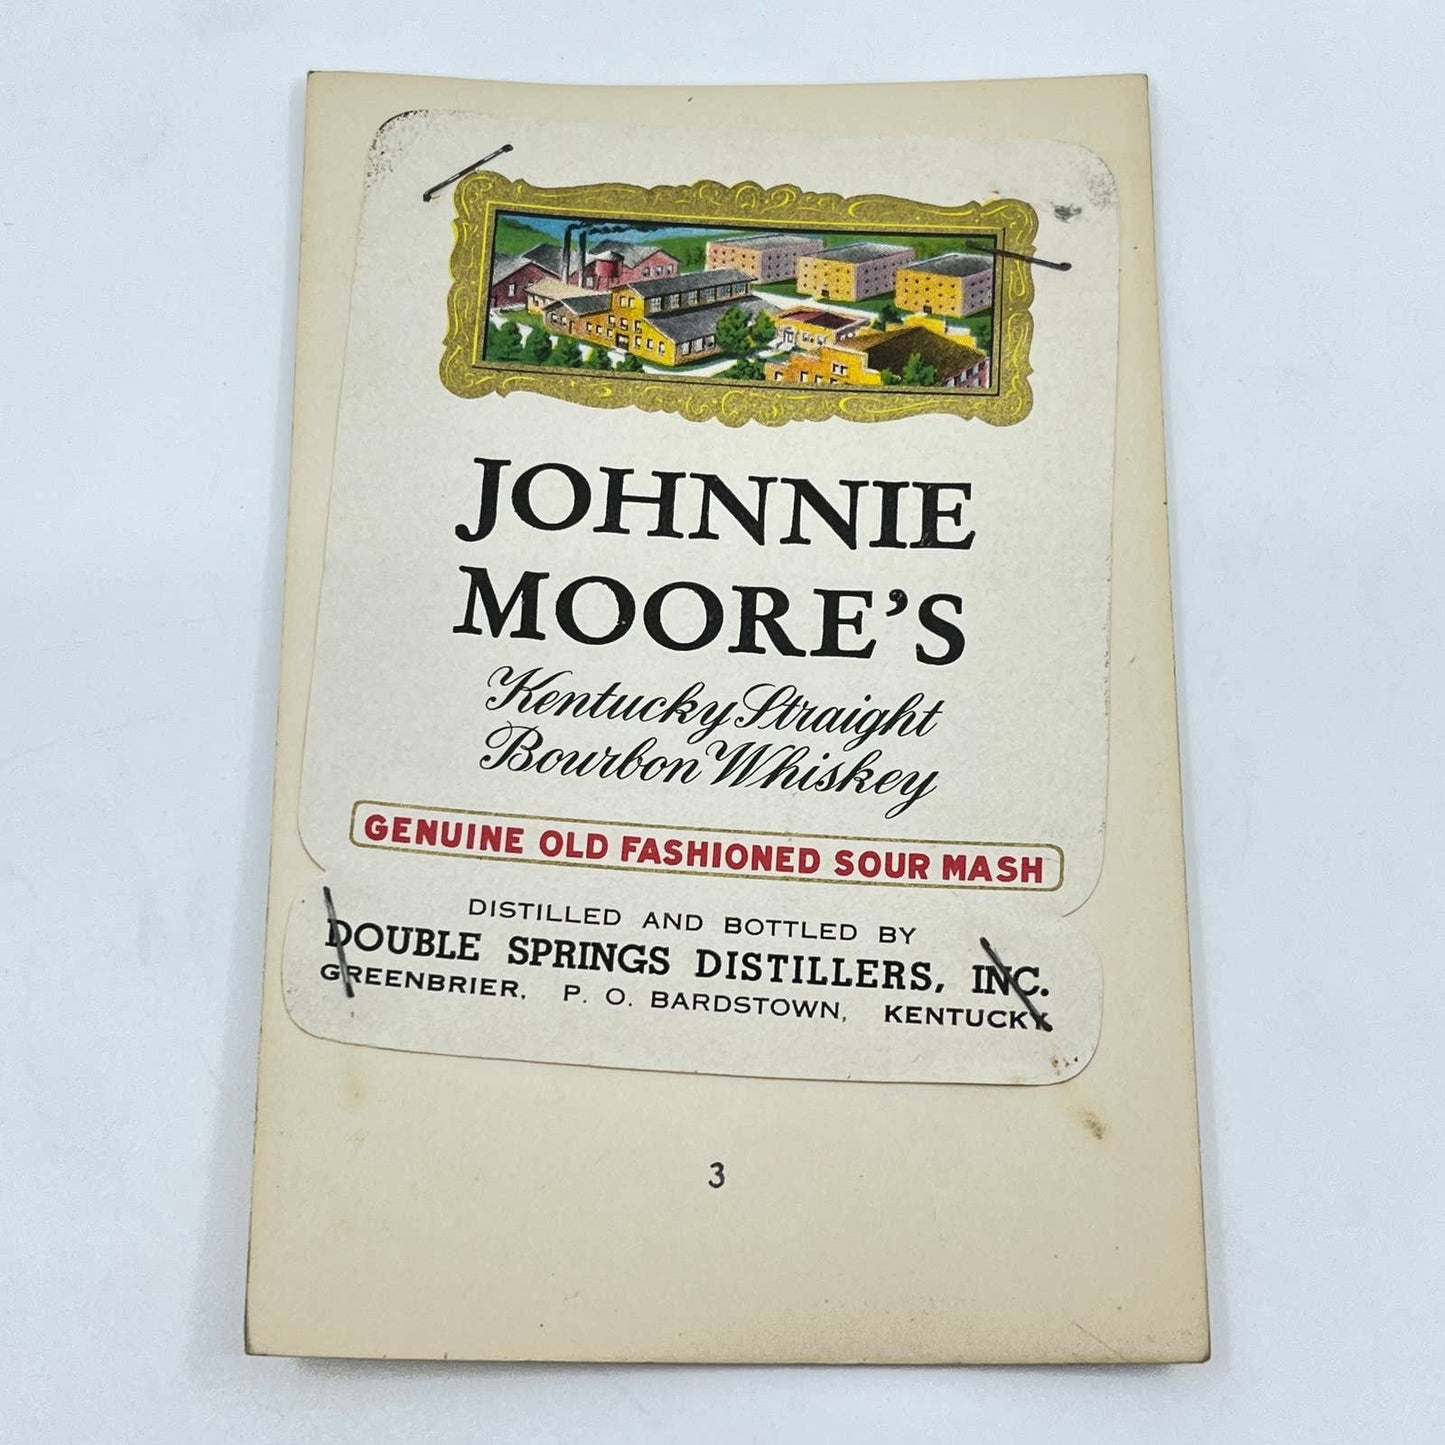 JOHNNIE
MOORE'S
Kentucky Straight
Bourbon Whiskey
GENUINE OLD FASHIONED SOUR MASH
DISTILLED AND BOTTLED BY
DOUBLE SPRINGS DISTILLERS, INC.
GREENBRIER, P. O. BARDSTOWN, KENTUCKY
3